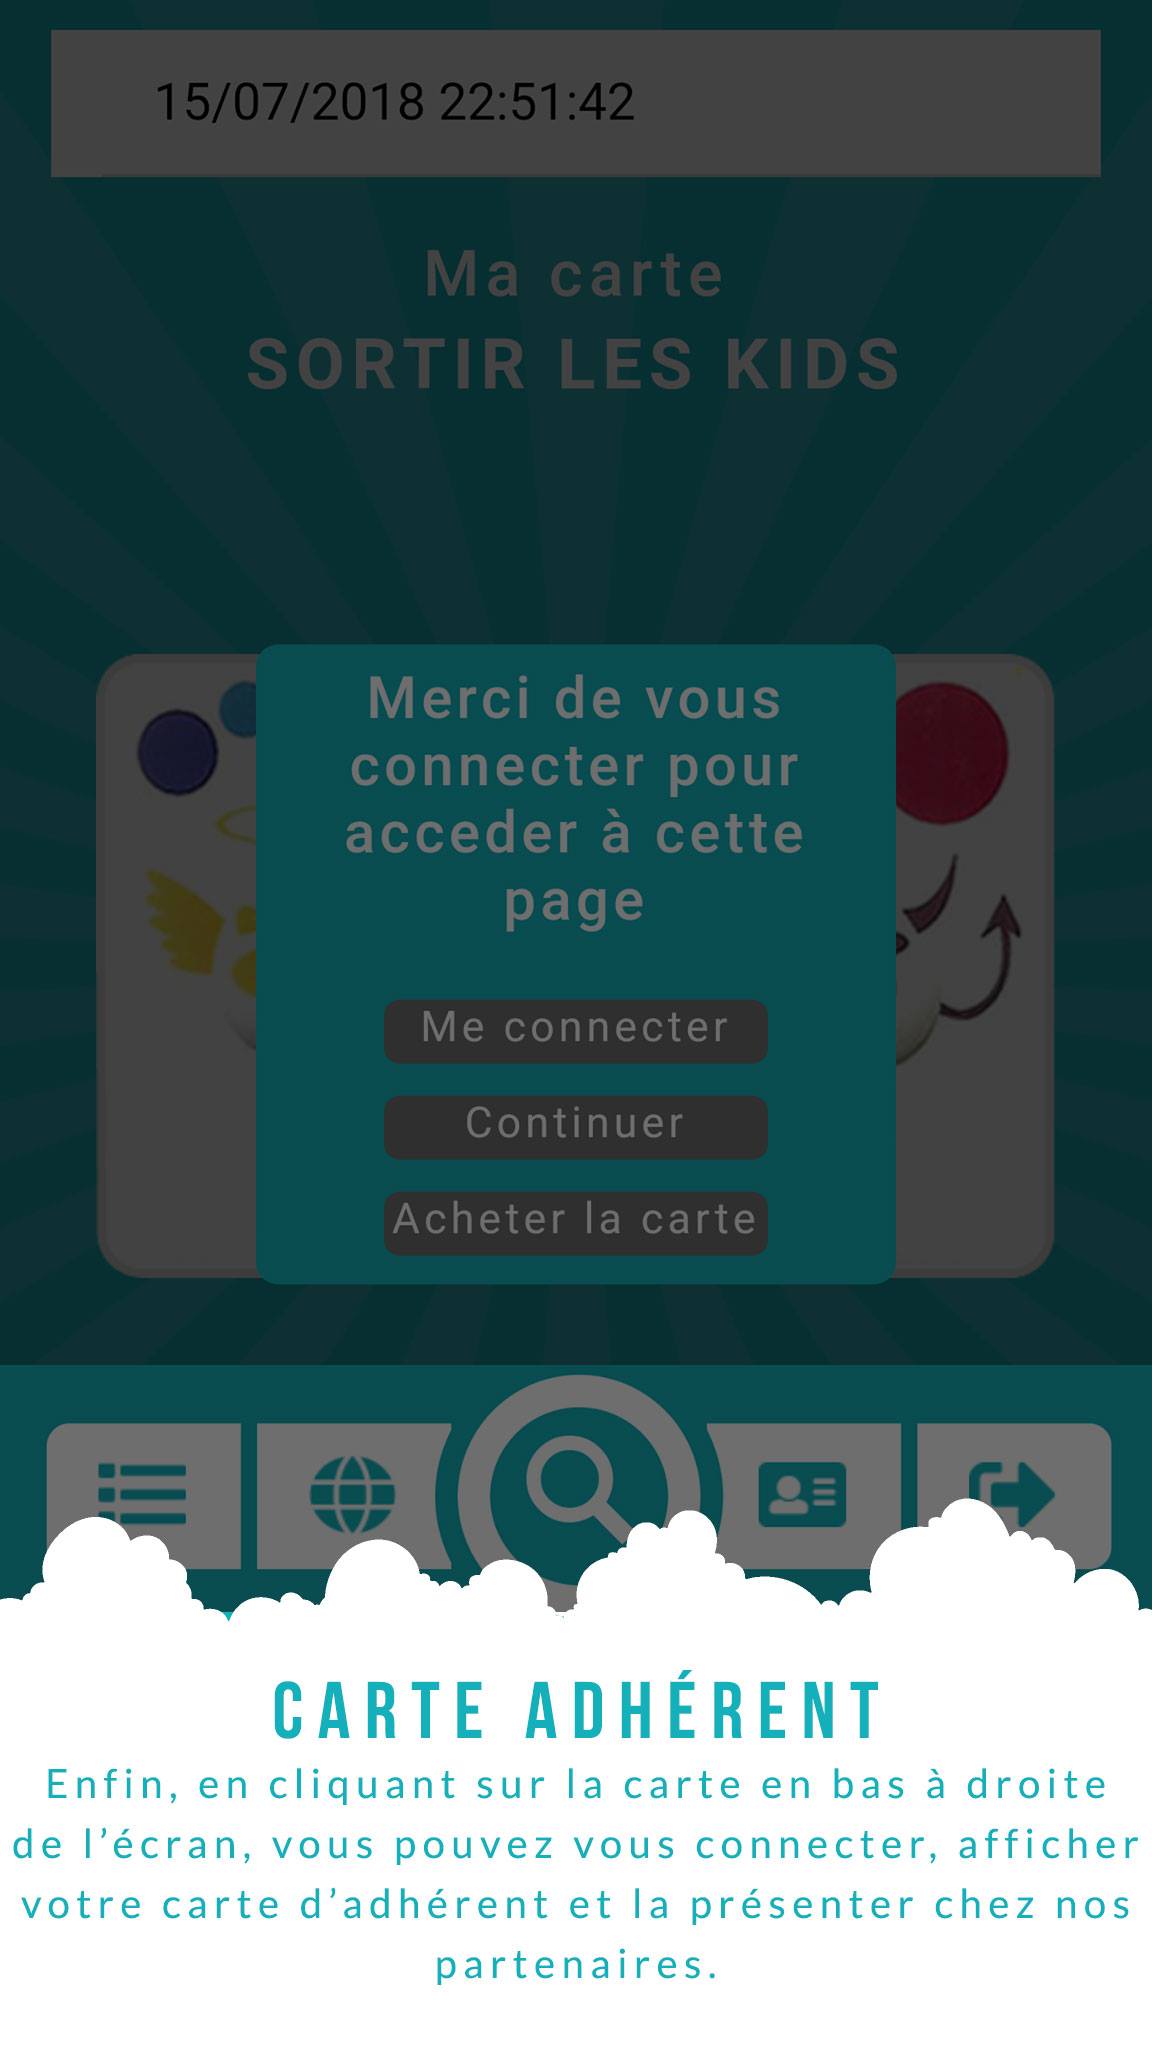 15/07/2018 22:51:42
Ma carte
SORTIR LES KIDS
Merci de vous
connecter pour
acceder à cette
page
Me connecter
Continuer
Acheter la carte
CARTE ADHÉRENT
Enfin, en cliquant sur la carte en bas à droite
de l’écran, vous pouvez vous connecter, afficher
votre carte d’adhérent et la présenter chez nos
partenaires.